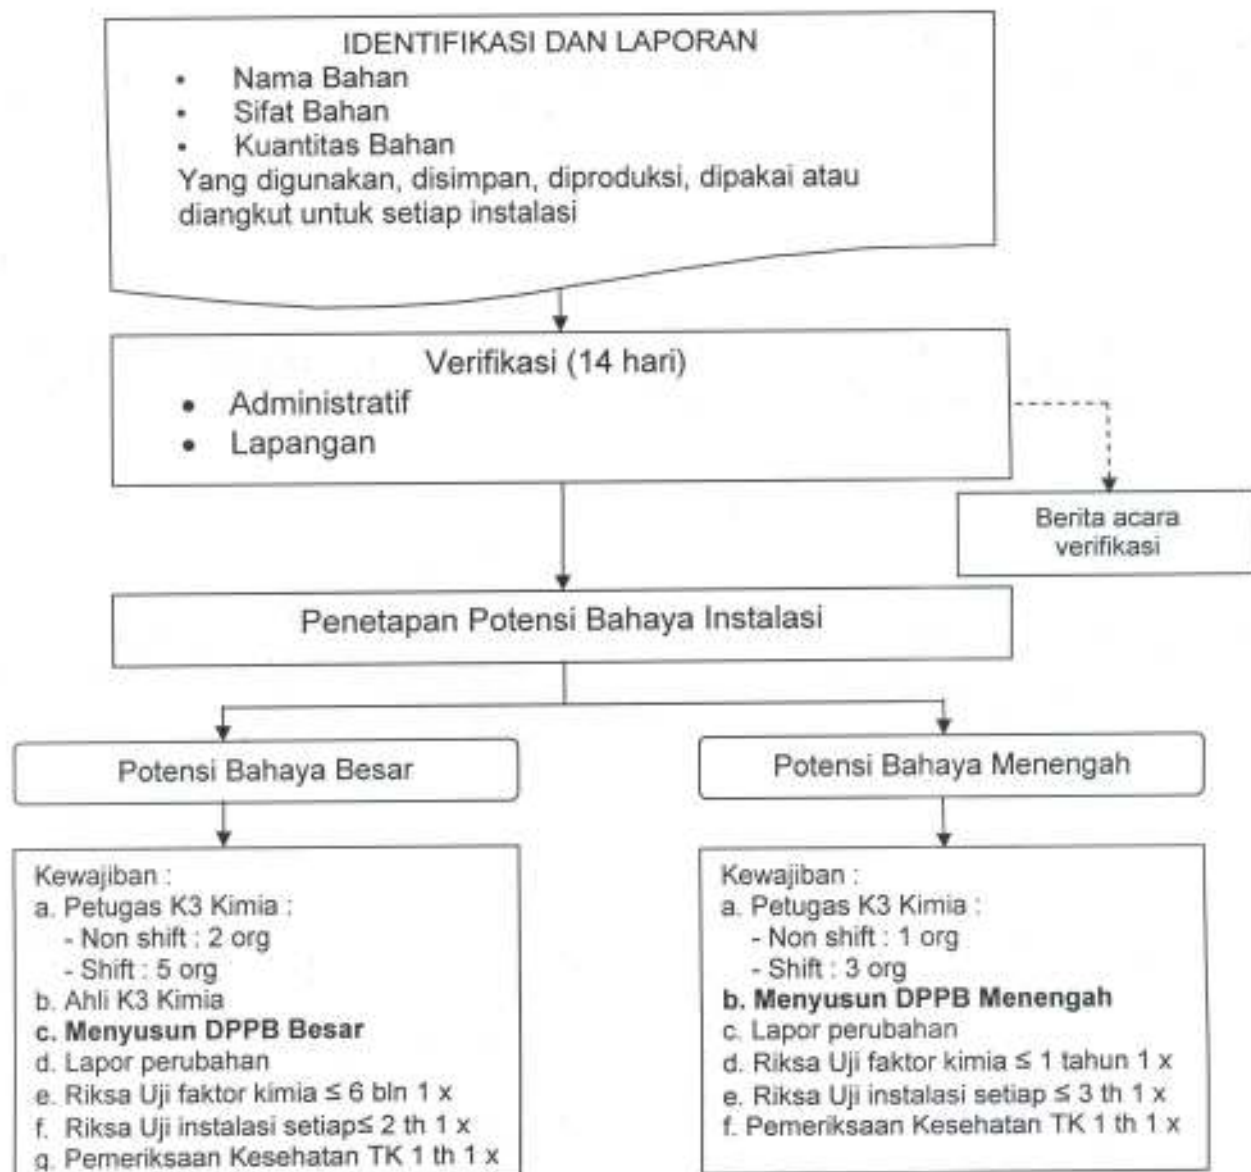 IDENTIFIKASI DAN LAPORAN
• Nama Bahan
• Sifat Bahan
• Kuantitas Bahan
Yang digunakan, disimpan, diproduksi, dipakai atau
diangkut untuk setiap instalasi
Verifikasi (14 hari)
• Administratif
• Lapangan
Berita acara
verifikasi
Penetapan Potensi Bahaya Instalasi
Potensi Bahaya Besar
Kewajiban :
a. Petugas K3 Kimia :
- Non shift : 2 org
- Shift : 5 org
b. Ahli K3 Kimia
c. Menyusun DPPB Besar
d. Lapor perubahan
e. Riksa Uji faktor kimia ≤ 6 bln 1 x
f. Riksa Uji instalasi setiap≤ 2 th 1 x
g. Pemeriksaan Kesehatan TK 1 th 1 x
Potensi Bahaya Menengah
Kewajiban :
a. Petugas K3 Kimia :
- Non shift : 1 org
- Shift : 3 org
b. Menyusun DPPB Menengah
c. Lapor perubahan
d. Riksa Uji faktor kimia ≤ 1 tahun 1 x
e. Riksa Uji instalasi setiap ≤ 3 th 1 x
f. Pemeriksaan Kesehatan TK 1 th 1 x